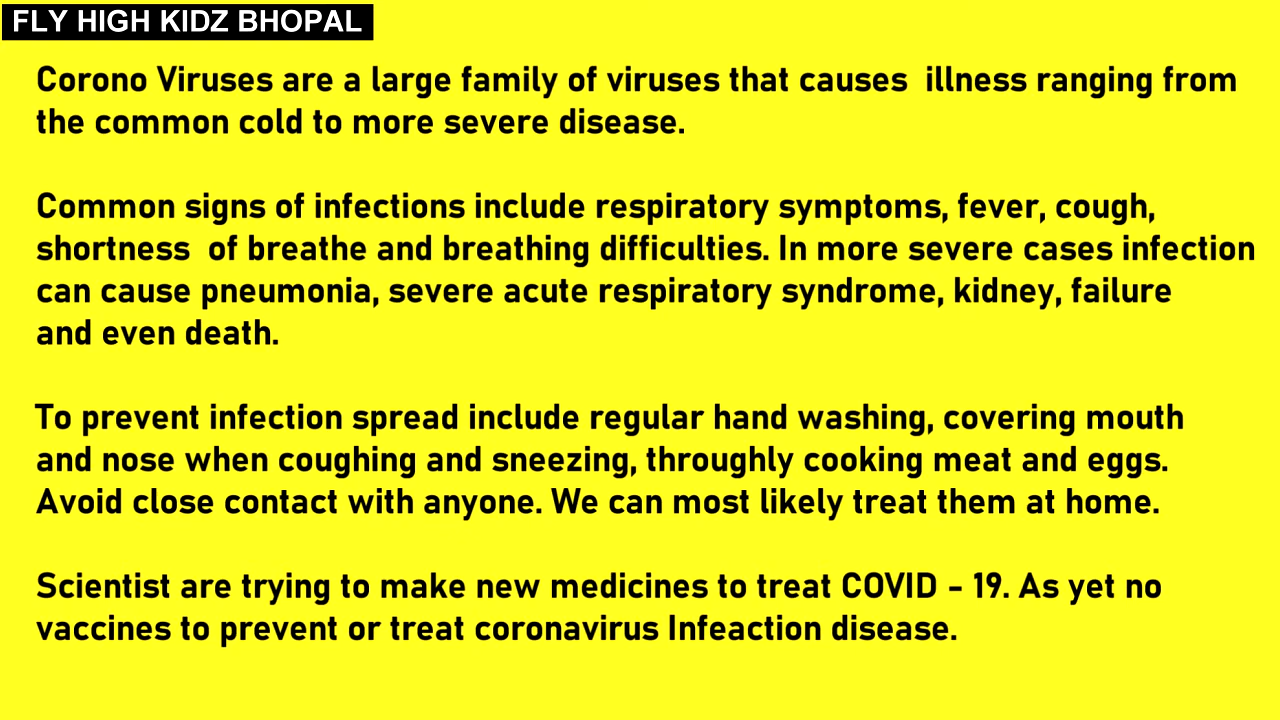 FLY HIGH KIDZ BHOPAL
Corono Viruses are a large family of viruses that causes  illness ranging from
the common cold to more severe disease.
Common signs of infections include respiratory symptoms, fever, cough,
shortness  of breathe and breathing difficulties. In more severe cases infection
can cause pneumonia, severe acute respiratory syndrome, kidney, failure
and even death.
To prevent infection spread include regular hand washing, covering mouth
and nose when coughing and sneezing, throughly cooking meat and eggs.
Avoid close contact with anyone. We can most likely treat them at home.
Scientist are trying to make new medicines to treat COVID - 19. As yet no
vaccines to prevent or treat coronavirus Infeaction disease.